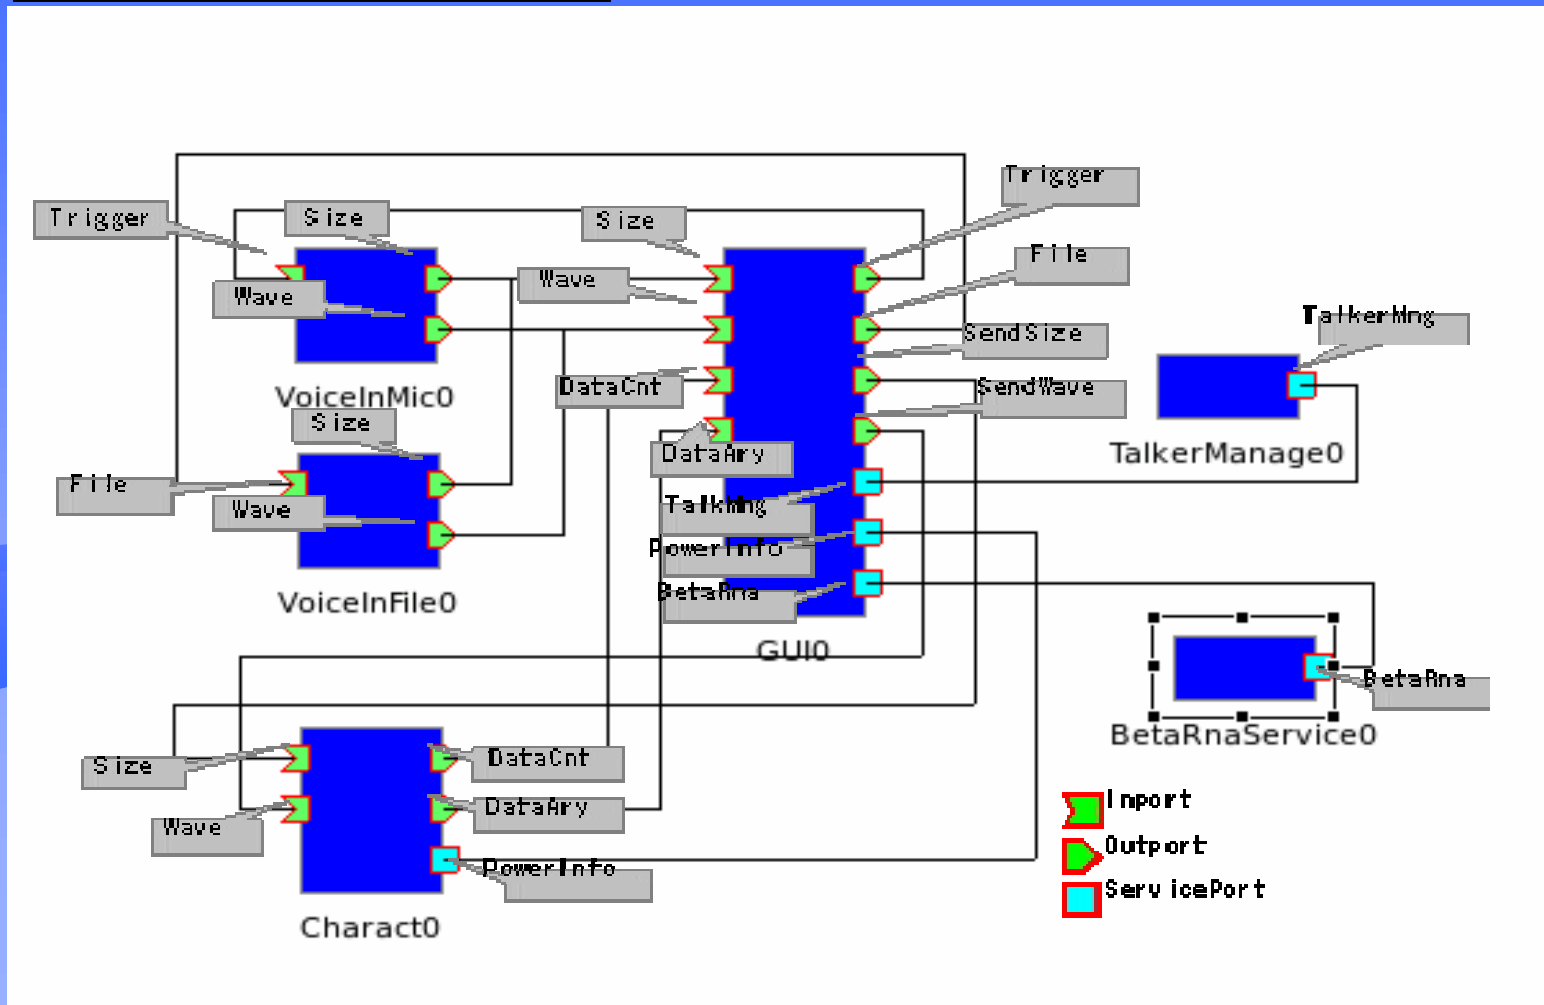 Trigger
Trigger
Size
Size
File
Wave
Wave
TalkerMng
SendSize
DataCnt
SendWave
VoiceInMic0
Size
TalkerManage0
DataAry
File
Wave
TalkMng
PowerInfo
BetaRna
VoiceInFile0
GUI0
BetaRna
BetaRnaService0
Size
DataCnt
Wave
DataAry
PowerInfo
Charact0
Inport
Outport
ServicePort